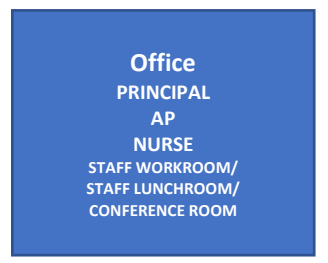 Office
PRINCIPAL
AP
NURSE
STAFF WORKROOM/
STAFF LUNCHROOM/
CONFERENCE ROOM